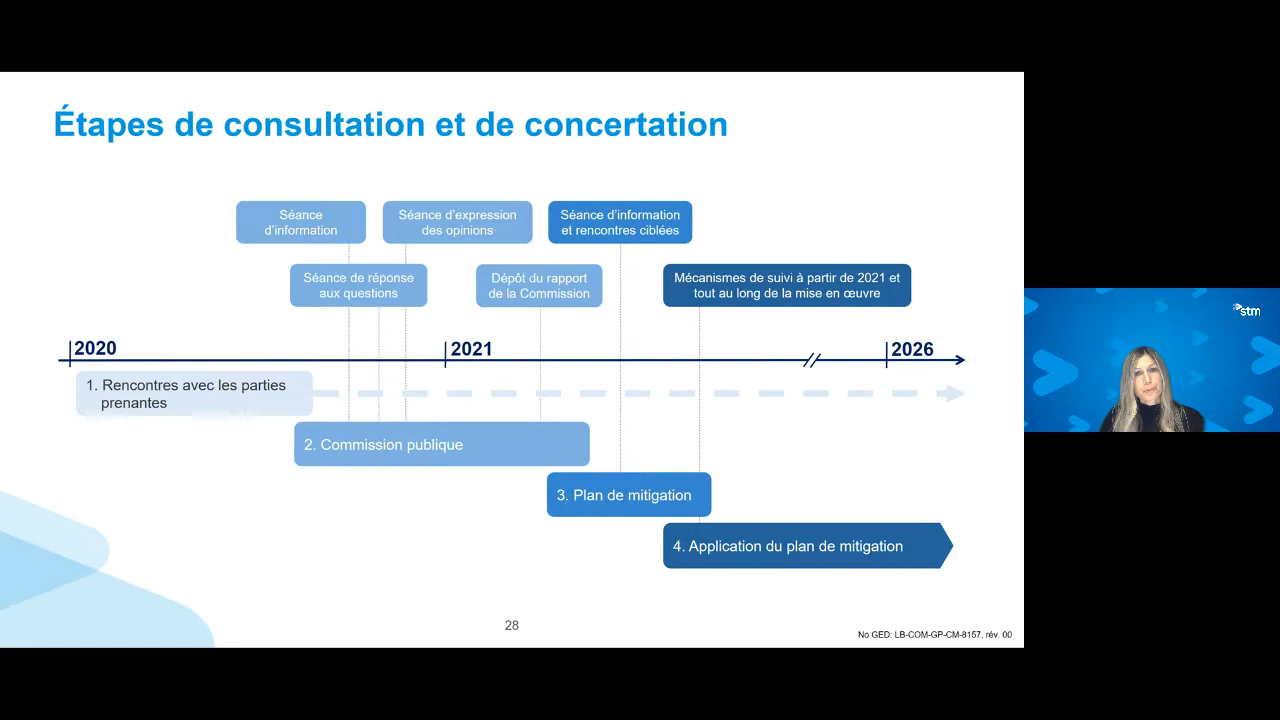 Étapes de consultation et de concertation
Séance
d'information
Séance d'expression
des opinions
Séance d'information
et rencontres ciblées
Séance de réponse
aux questions
Dépôt du rapport
de la Commission
Mécanismes de suivi à partir de 2021 et
tout au long de la mise en œuvre
2020
2021
2026
1. Rencontres avec les parties
prenantes
2. Commission publique
3. Plan de mitigation
4. Application du plan de mitigation
28
No GED: LB-COM-GP-CM-8157, rév. 00
stm